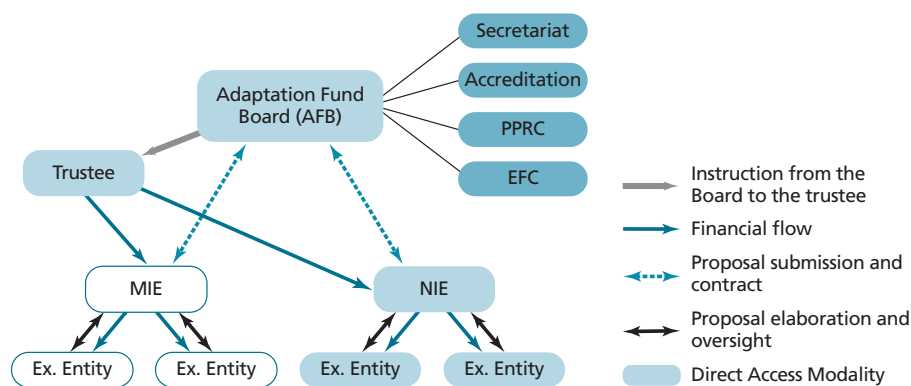 Secretariat
Adaptation Fund
Board (AFB)
Accreditation
PPRC
EFC
Trustee
MIE
NIE
Ex. Entity
Ex. Entity
Ex. Entity
Ex. Entity
Instruction from the
Board to the trustee
Financial flow
Proposal submission and
contract
Proposal elaboration and
oversight
Direct Access Modality